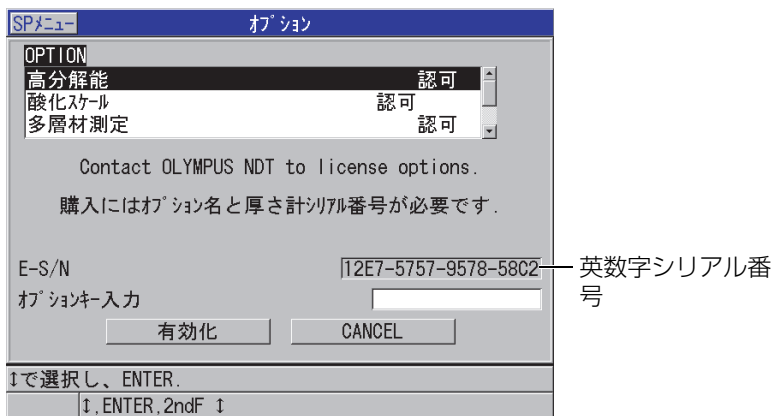 SPﾒﾆｭｰ ｵﾌﾟｼｮﾝ
OPTION
高分解能 認可
酸化ｽｹｰﾙ 認可
多層材測定 認可
Contact OLYMPUS NDT to license options.
購入にはｵﾌﾟｼｮﾝ名と厚さ計ｼﾘｱﾙ番号が必要です.
E-S/N 12E7-5757-9578-58C2
英数字シリアル番
号
ｵﾌﾟｼｮﾝｷｰ入力
有効化 CANCEL
↕で選択し、ENTER.
↕,ENTER,2ndF ↕